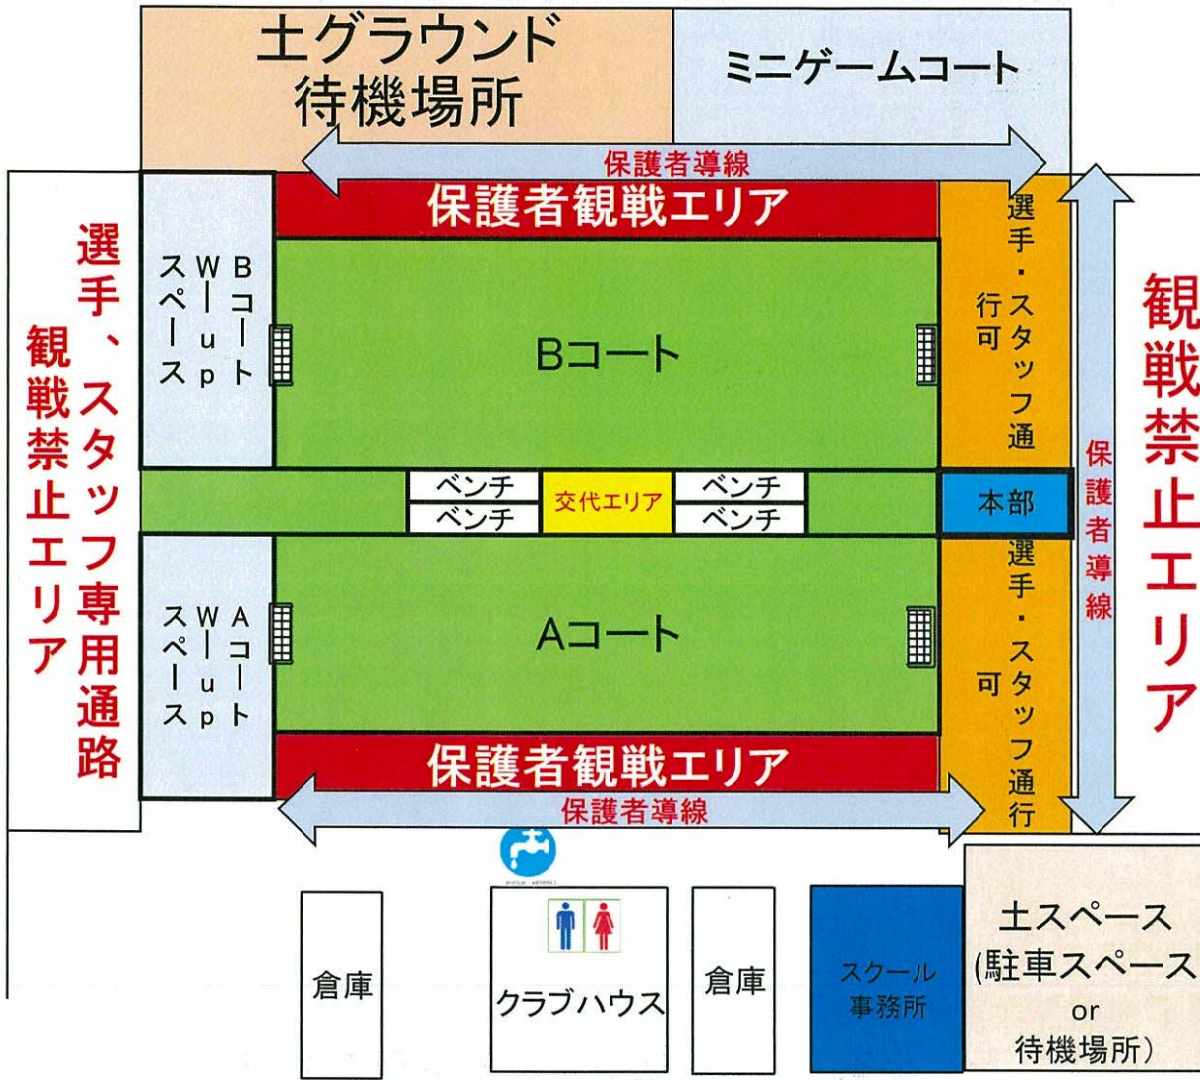 土グラウンド
待機場所
ミニゲームコート
保護者導線
保護者観戦エリア
選手、スタッフ専用通路
観戦禁止エリア
Bコート
W-up
スペース
Bコート
選手・スタッフ通
行可
観戦禁止エリア
保護者導線
ベンチ
ベンチ
交代エリア
ベンチ
ベンチ
本部
Aコート
W-up
スペース
Aコート
選手・スタッフ通行
可
保護者観戦エリア
保護者導線
倉庫
クラブハウス
倉庫
スクール
事務所
土スペース
(駐車スペース
or
待機場所)